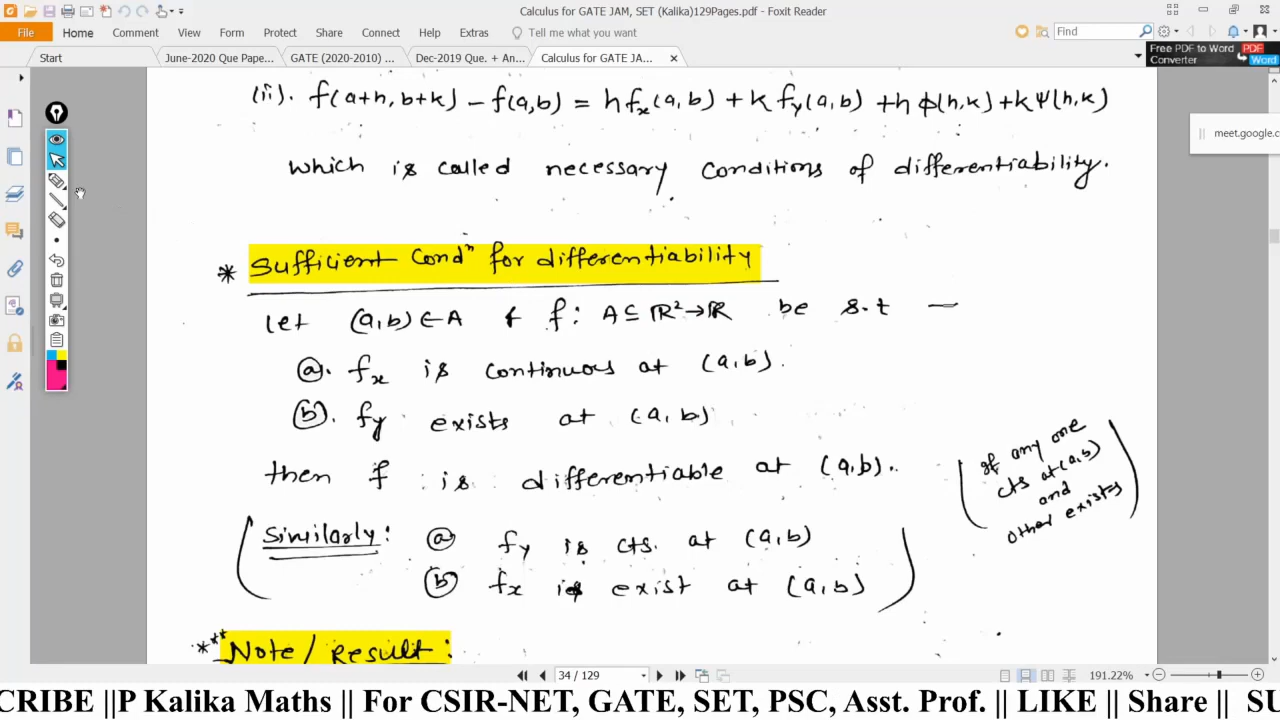 Calculus for GATE JAM, SET (Kalika)129Pages.pdf - Foxit Reader
File Home Comment View Form Protect Share Connect Help Extras Tell me what you want Find
Start June-2020 Que Pape... GATE (2020-2010) ... Dec-2019 Que. + An... Calculus for GATE JA... Free PDF to Word Converter PDF Word
(ii). f(a+h, b+k) - f(a,b) = h fx(a,b) + k fy(a,b) + h φ(h,k) + k Ψ(h,k)
meet.google.c
which is called necessary conditions of differentiability.
* Sufficient Condⁿ for differentiability
let (a,b) ∈ A & f: A ⊆ ℝ² → ℝ be s.t —
(a). fx is continuous at (a,b).
(b). fy exists at (a,b)
then f is differentiable at (a,b).
(If any one
cts at (a,b)
and
other exists)
(Similarly: (a) fy is cts. at (a,b)
(b) fx is exist at (a,b))
*** Note/ Result:
34 / 129 191.22%
CRIBE ||P Kalika Maths || For CSIR-NET, GATE, SET, PSC, Asst. Prof. || LIKE || Share || SU